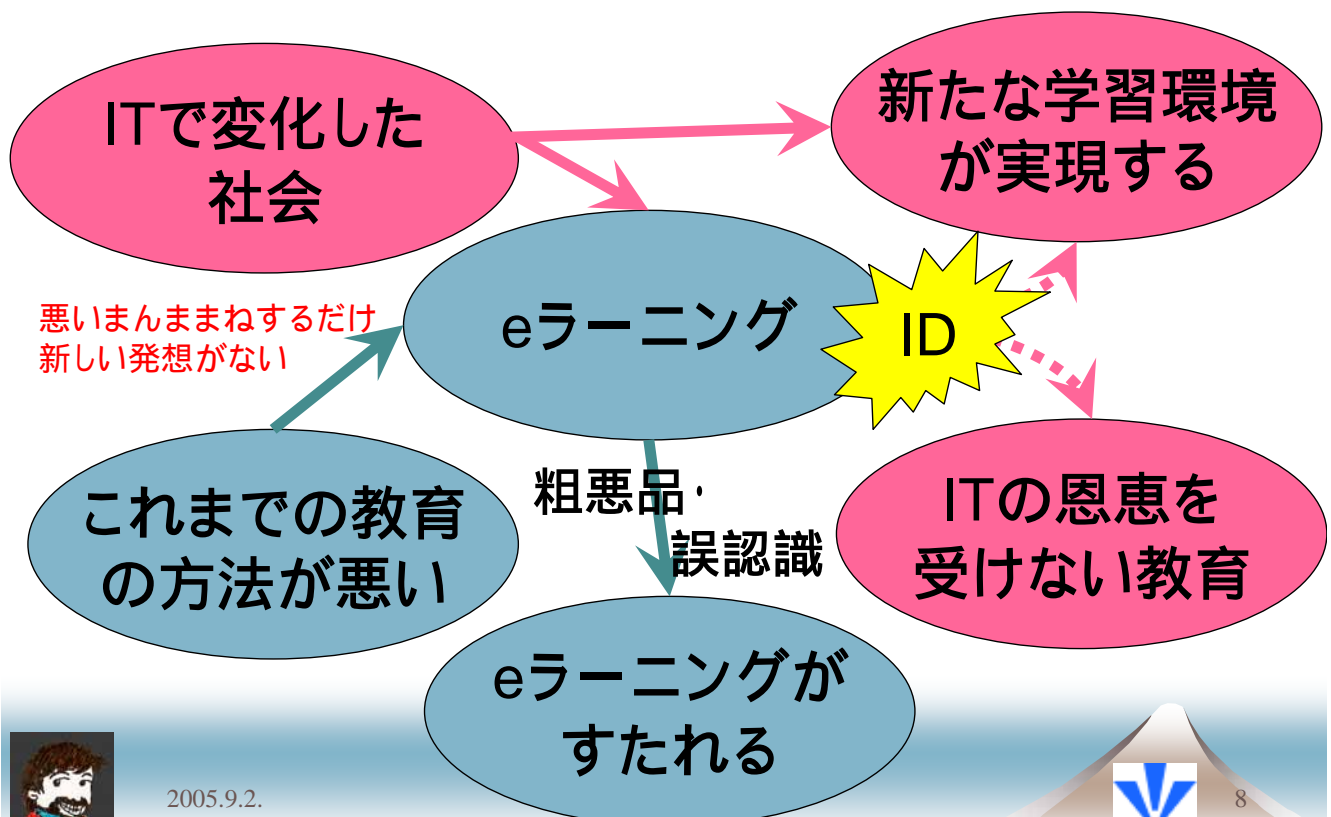 ITで変化した
社会
新たな学習環境
が実現する
eラーニング
ID
悪いまんままねするだけ
新しい発想がない
これまでの教育
の方法が悪い
粗悪品・
誤認識
ITの恩恵を
受けない教育
eラーニングが
すたれる
2005.9.2.
8